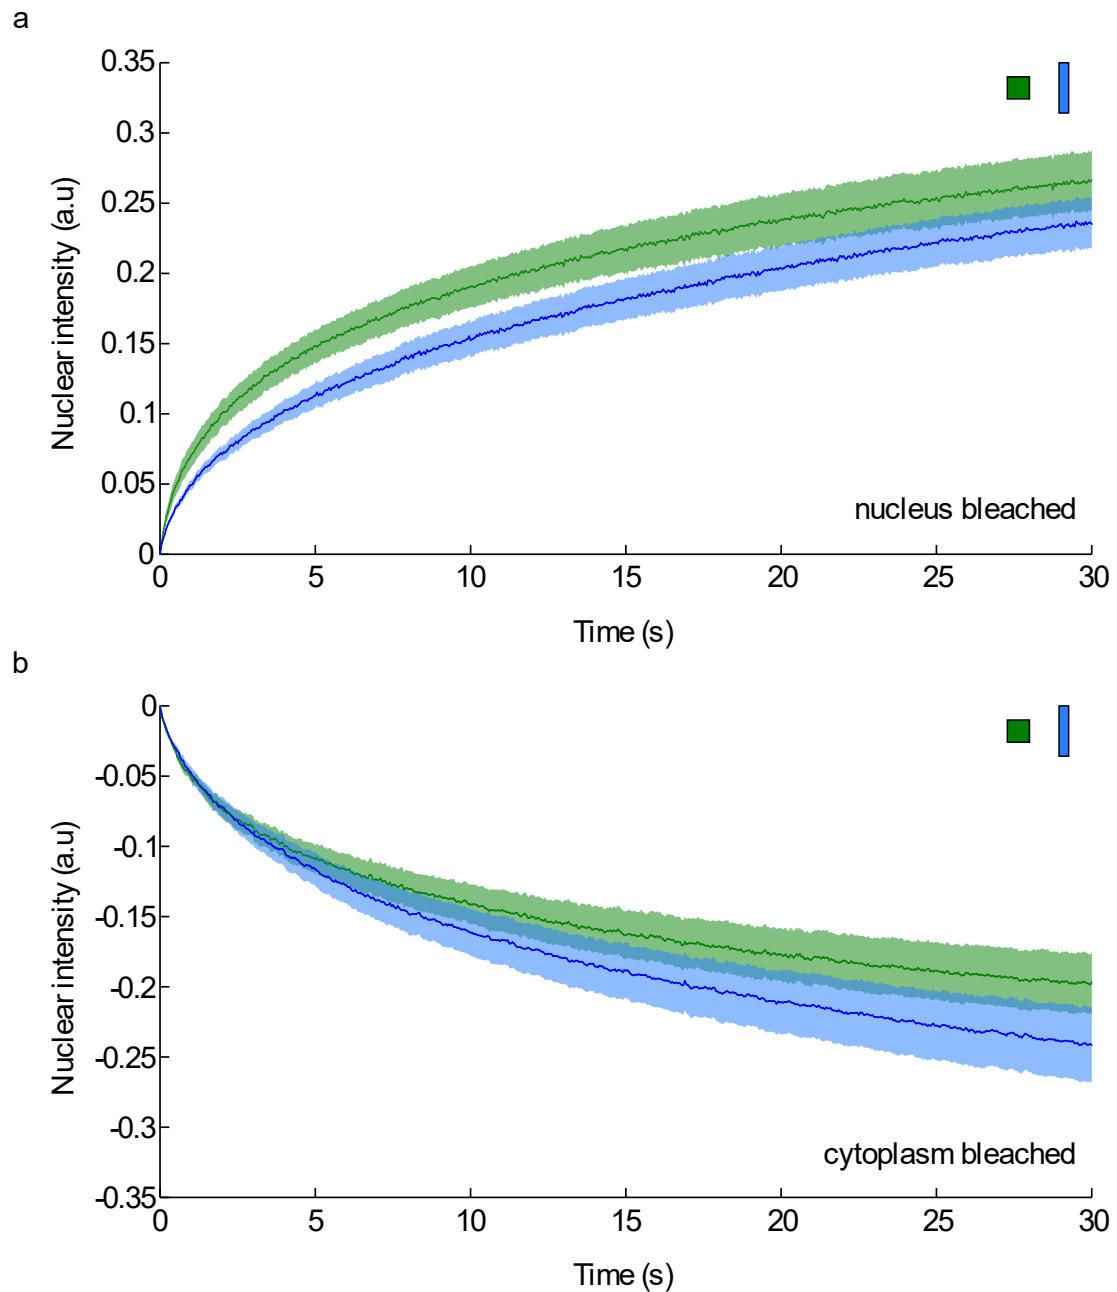 a
0.35
0.3
0.25
0.2
0.15
0.1
0.05
0
Nuclear intensity (a.u)
nucleus bleached
0 5 10 15 20 25 30
Time (s)
b
0
-0.05
-0.1
-0.15
-0.2
-0.25
-0.3
-0.35
Nuclear intensity (a.u)
cytoplasm bleached
0 5 10 15 20 25 30
Time (s)